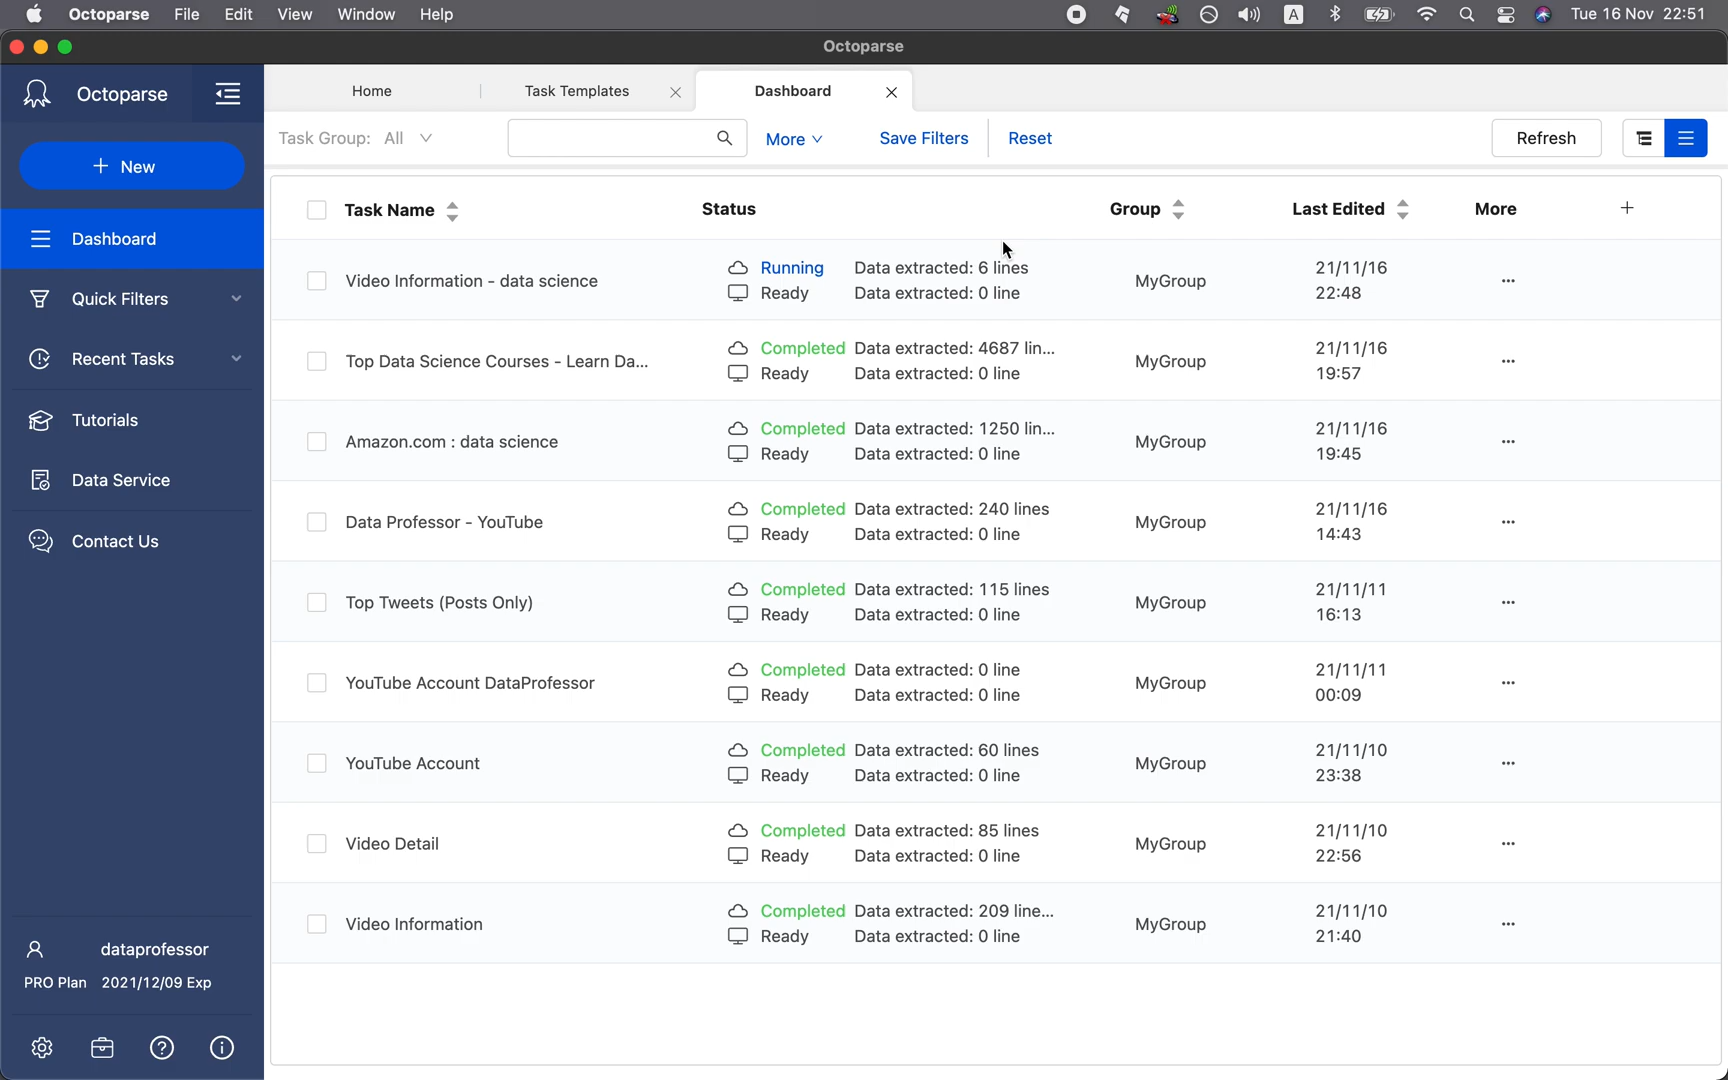 Octoparse File Edit View Window Help A Tue 16 Nov 22:51
Octoparse
Octoparse
Home Task Templates Dashboard
Task Group: All More Save Filters Reset Refresh
+ New
Task Name Status Group Last Edited More +
Dashboard
Quick Filters
Recent Tasks
Tutorials
Data Service
Contact Us
Video Information - data science
Running Data extracted: 6 lines
Ready Data extracted: 0 line
MyGroup
21/11/16
22:48
...
Top Data Science Courses - Learn Da...
Completed Data extracted: 4687 lin...
Ready Data extracted: 0 line
MyGroup
21/11/16
19:57
...
Amazon.com : data science
Completed Data extracted: 1250 lin...
Ready Data extracted: 0 line
MyGroup
21/11/16
19:45
...
Data Professor - YouTube
Completed Data extracted: 240 lines
Ready Data extracted: 0 line
MyGroup
21/11/16
14:43
...
Top Tweets (Posts Only)
Completed Data extracted: 115 lines
Ready Data extracted: 0 line
MyGroup
21/11/11
16:13
...
YouTube Account DataProfessor
Completed Data extracted: 0 line
Ready Data extracted: 0 line
MyGroup
21/11/11
00:09
...
YouTube Account
Completed Data extracted: 60 lines
Ready Data extracted: 0 line
MyGroup
21/11/10
23:38
...
Video Detail
Completed Data extracted: 85 lines
Ready Data extracted: 0 line
MyGroup
21/11/10
22:56
...
Video Information
Completed Data extracted: 209 line...
Ready Data extracted: 0 line
MyGroup
21/11/10
21:40
...
dataprofessor
PRO Plan 2021/12/09 Exp